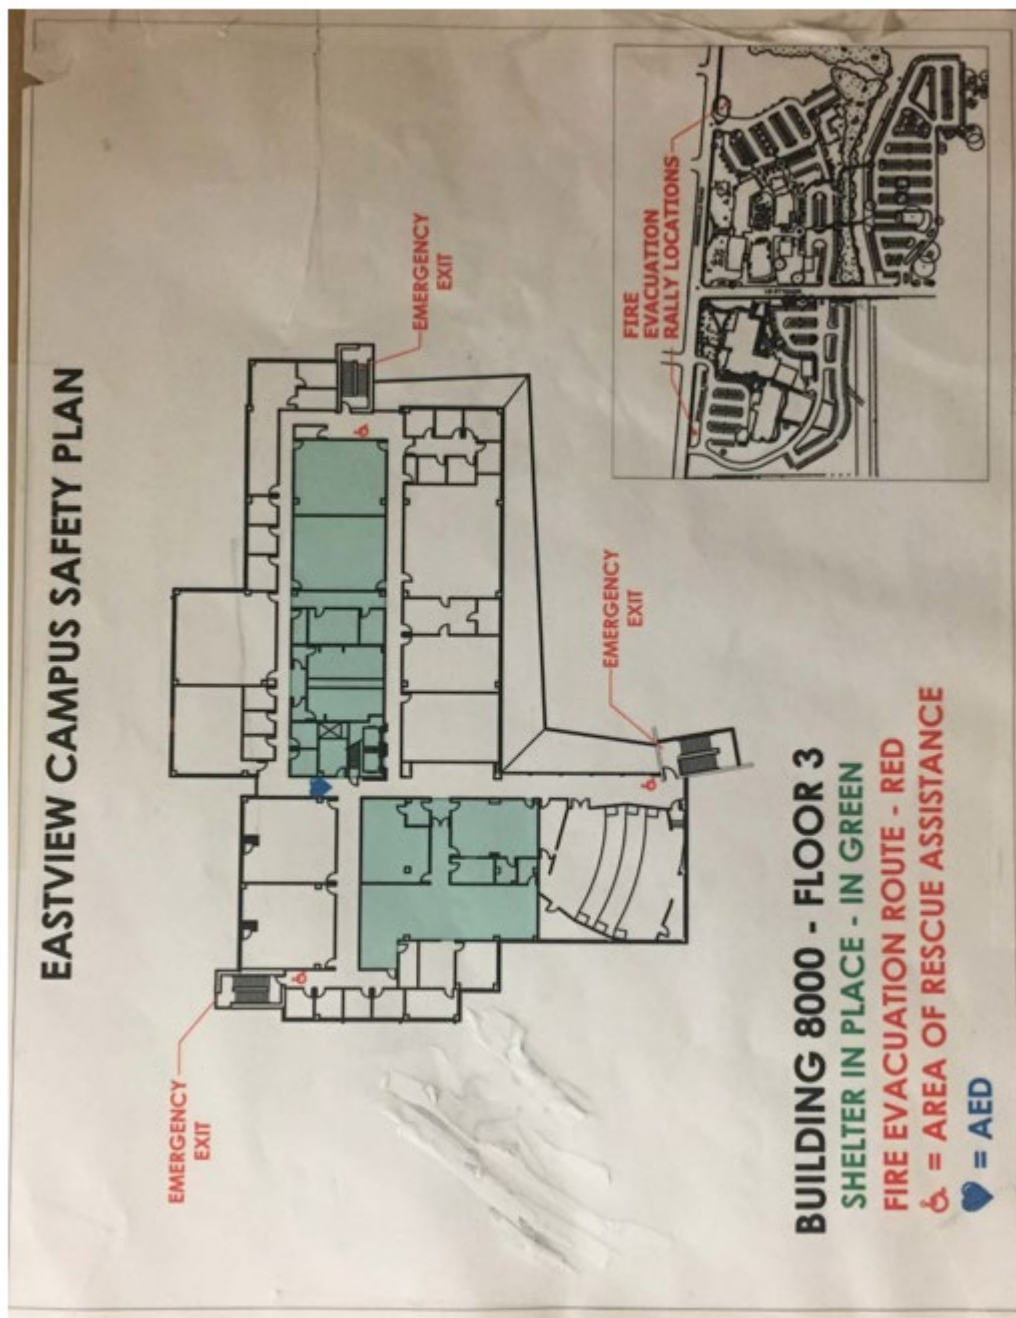 EASTVIEW CAMPUS SAFETY PLAN
EMERGENCY
EXIT
EMERGENCY
EXIT
EMERGENCY
EXIT
FIRE
EVACUATION
RALLY LOCATIONS
BUILDING 8000 - FLOOR 3
SHELTER IN PLACE - IN GREEN
FIRE EVACUATION ROUTE - RED
= AREA OF RESCUE ASSISTANCE
= AED